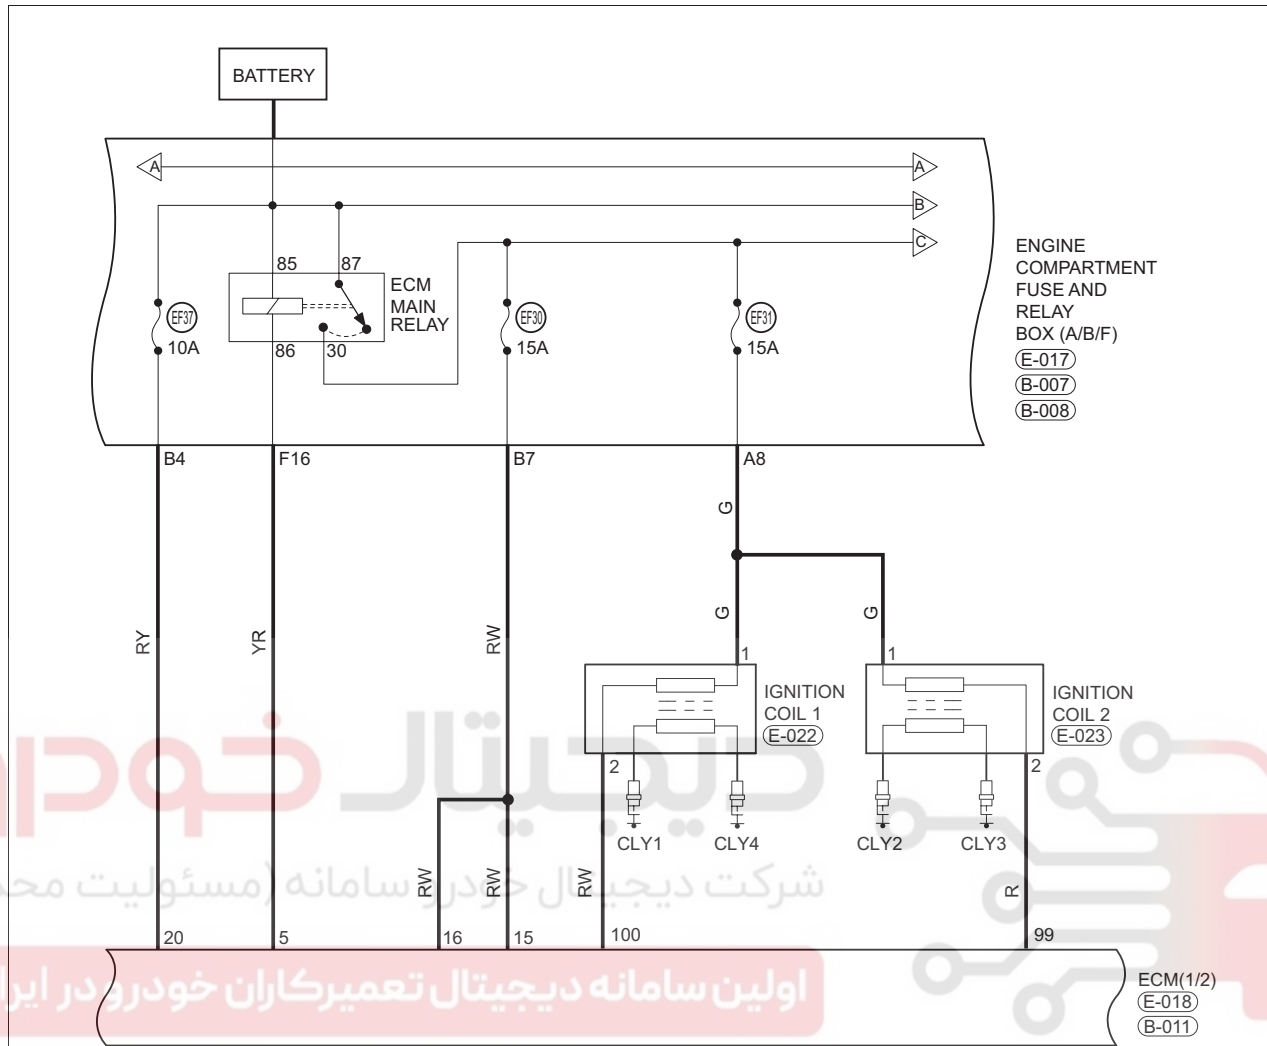 BATTERY
A
A
B
C
85
87
ECM
MAIN
RELAY
86
30
EF37
10A
EF30
15A
EF31
15A
ENGINE
COMPARTMENT
FUSE AND
RELAY
BOX (A/B/F)
E-017
B-007
B-008
B4
F16
B7
A8
G
G
G
RY
YR
RW
1
1
IGNITION
COIL 1
E-022
IGNITION
COIL 2
E-023
2
2
CLY1
CLY4
CLY2
CLY3
دیجیتال خودر
شرکت دیجیتال خودرو سامانه (مسئولیت
RW
RW
RW
R
20
5
16
15
100
99
اولین سامانه دیجیتال تعمیرکاران خودرو در
ECM(1/2)
E-018
B-011